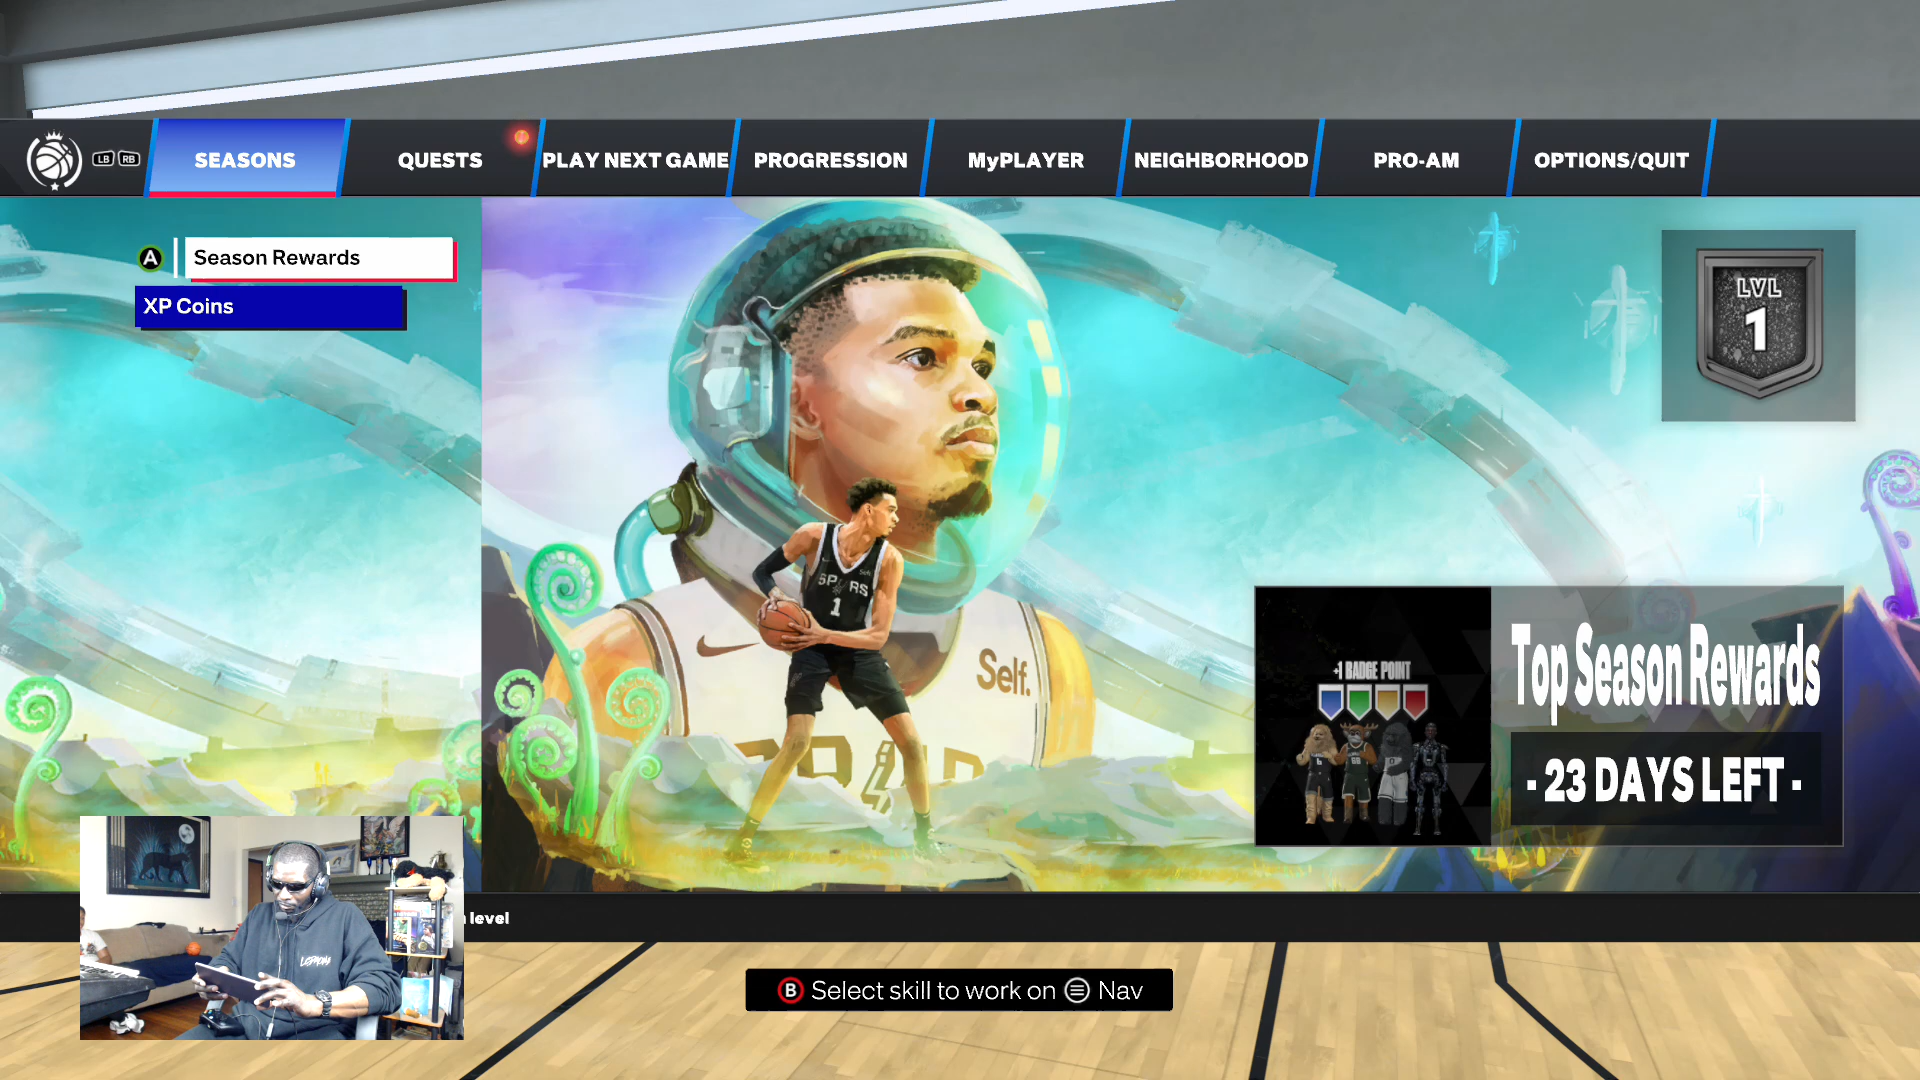 LB RB
SEASONS
QUESTS
PLAY NEXT GAME
PROGRESSION
MyPLAYER
NEIGHBORHOOD
PRO-AM
OPTIONS/QUIT
A Season Rewards
XP Coins
LVL
1
SPURS
1
Self.
+1 BADGE POINT
Top Season Rewards
- 23 DAYS LEFT -
level
B Select skill to work on Nav